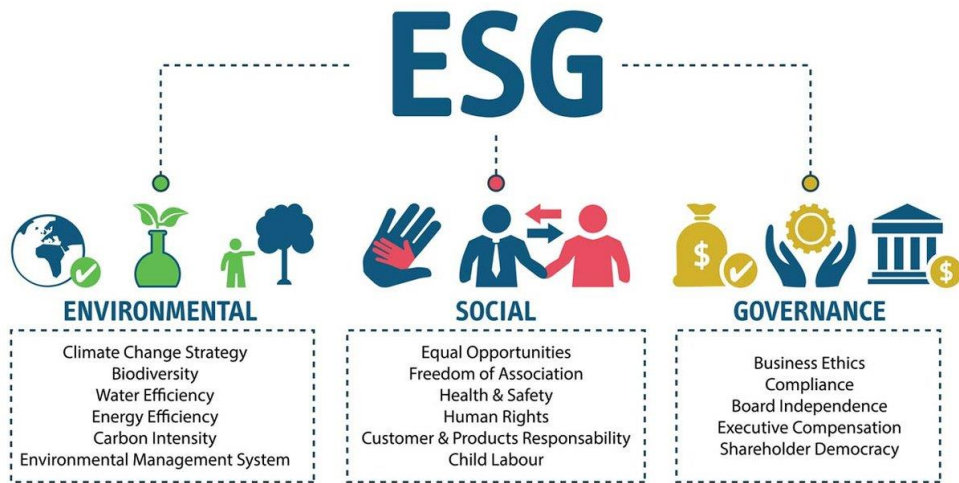 ESG
ENVIRONMENTAL
Climate Change Strategy
Biodiversity
Water Efficiency
Energy Efficiency
Carbon Intensity
Environmental Management System
SOCIAL
Equal Opportunities
Freedom of Association
Health & Safety
Human Rights
Customer & Products Responsability
Child Labour
$
$
GOVERNANCE
Business Ethics
Compliance
Board Independence
Executive Compensation
Shareholder Democracy